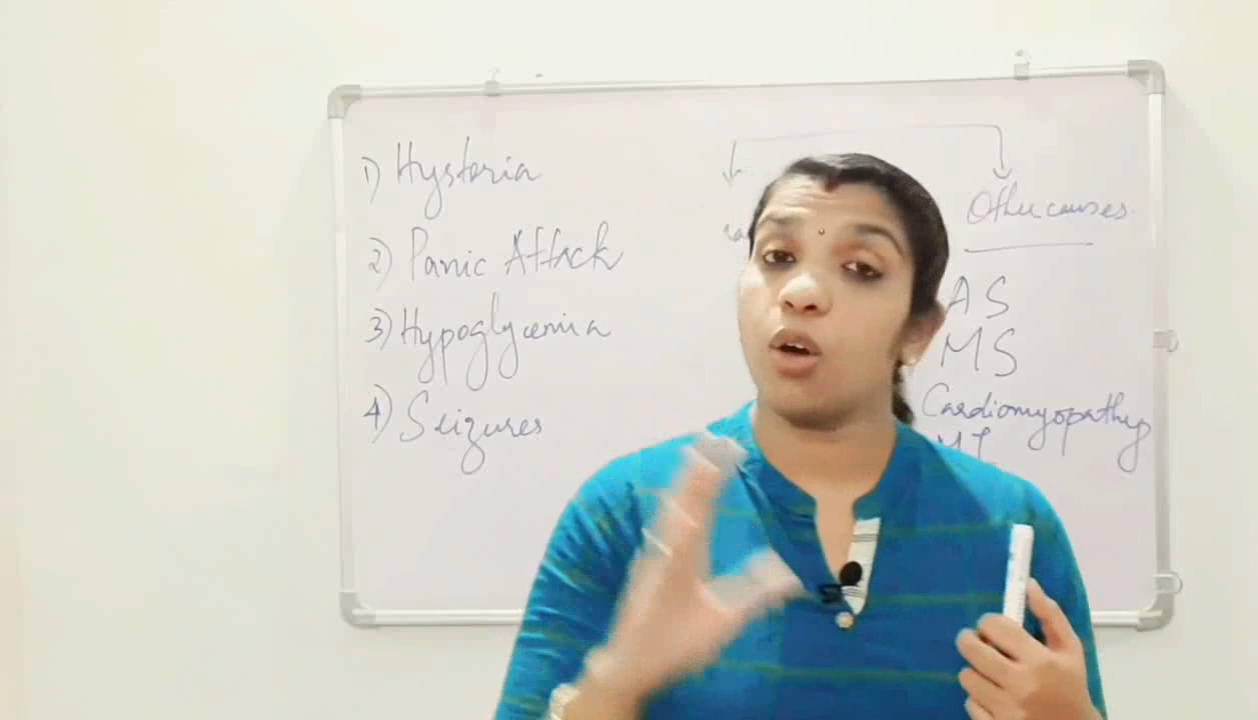 1) Hysteria
2) Panic Attack
3) Hypoglycemia
4) Seizures
Other causes
AS
MS
Cardiomyopathy